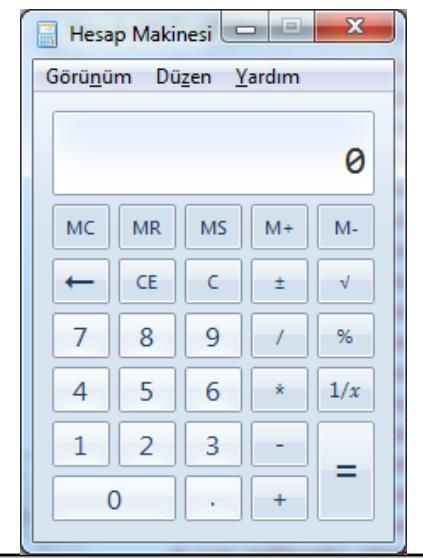 Hesap Makinesi
Görünüm Düzen Yardım
0
MC MR MS M+ M-
← CE C ± √
7 8 9 / %
4 5 6 * 1/x
1 2 3 - =
0 . +